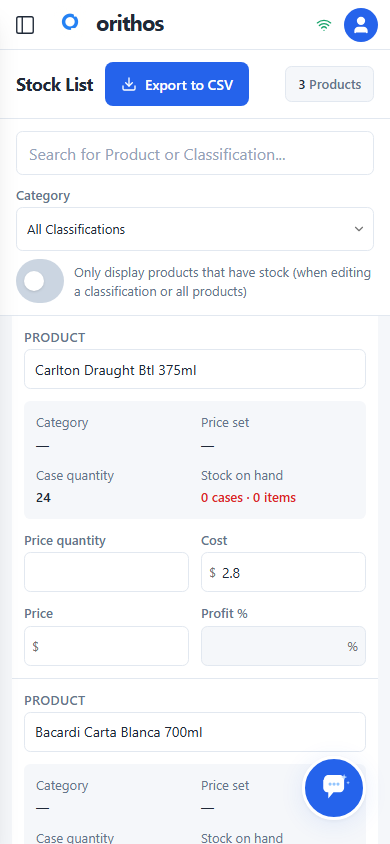 orithos
Stock List
Export to CSV
3 Products
Search for Product or Classification...
Category
All Classifications
Only display products that have stock (when editing
a classification or all products)
PRODUCT
Carlton Draught Btl 375ml
Category
Price set
—
—
Case quantity
Stock on hand
24
0 cases · 0 items
Price quantity
Cost
$ 2.8
Price
Profit %
$
%
PRODUCT
Bacardi Carta Blanca 700ml
Category
Price set
—
—
Case quantity
Stock on hand